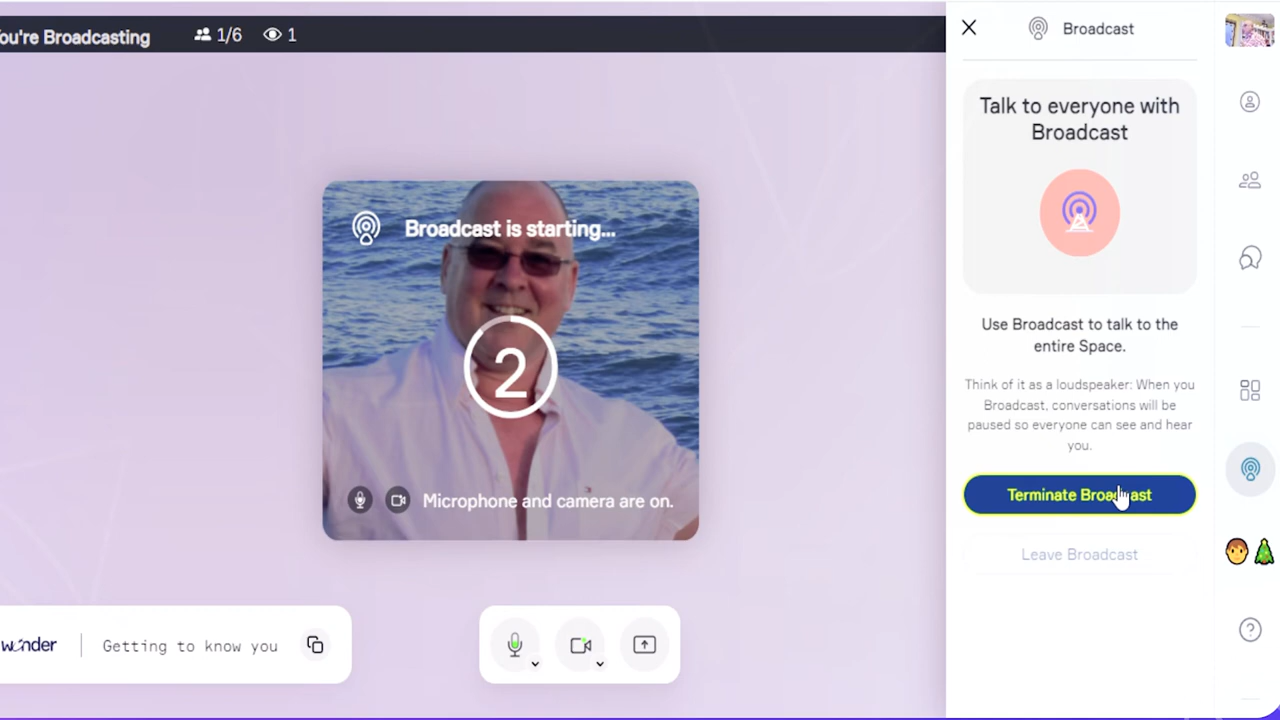 You're Broadcasting 1/6 1
Broadcast
Talk to everyone with
Broadcast
Broadcast is starting...
2
Microphone and camera are on.
Use Broadcast to talk to the
entire Space.
Think of it as a loudspeaker: When you
Broadcast, conversations will be
paused so everyone can see and hear
you.
Terminate Broadcast
Leave Broadcast
wonder
Getting to know you